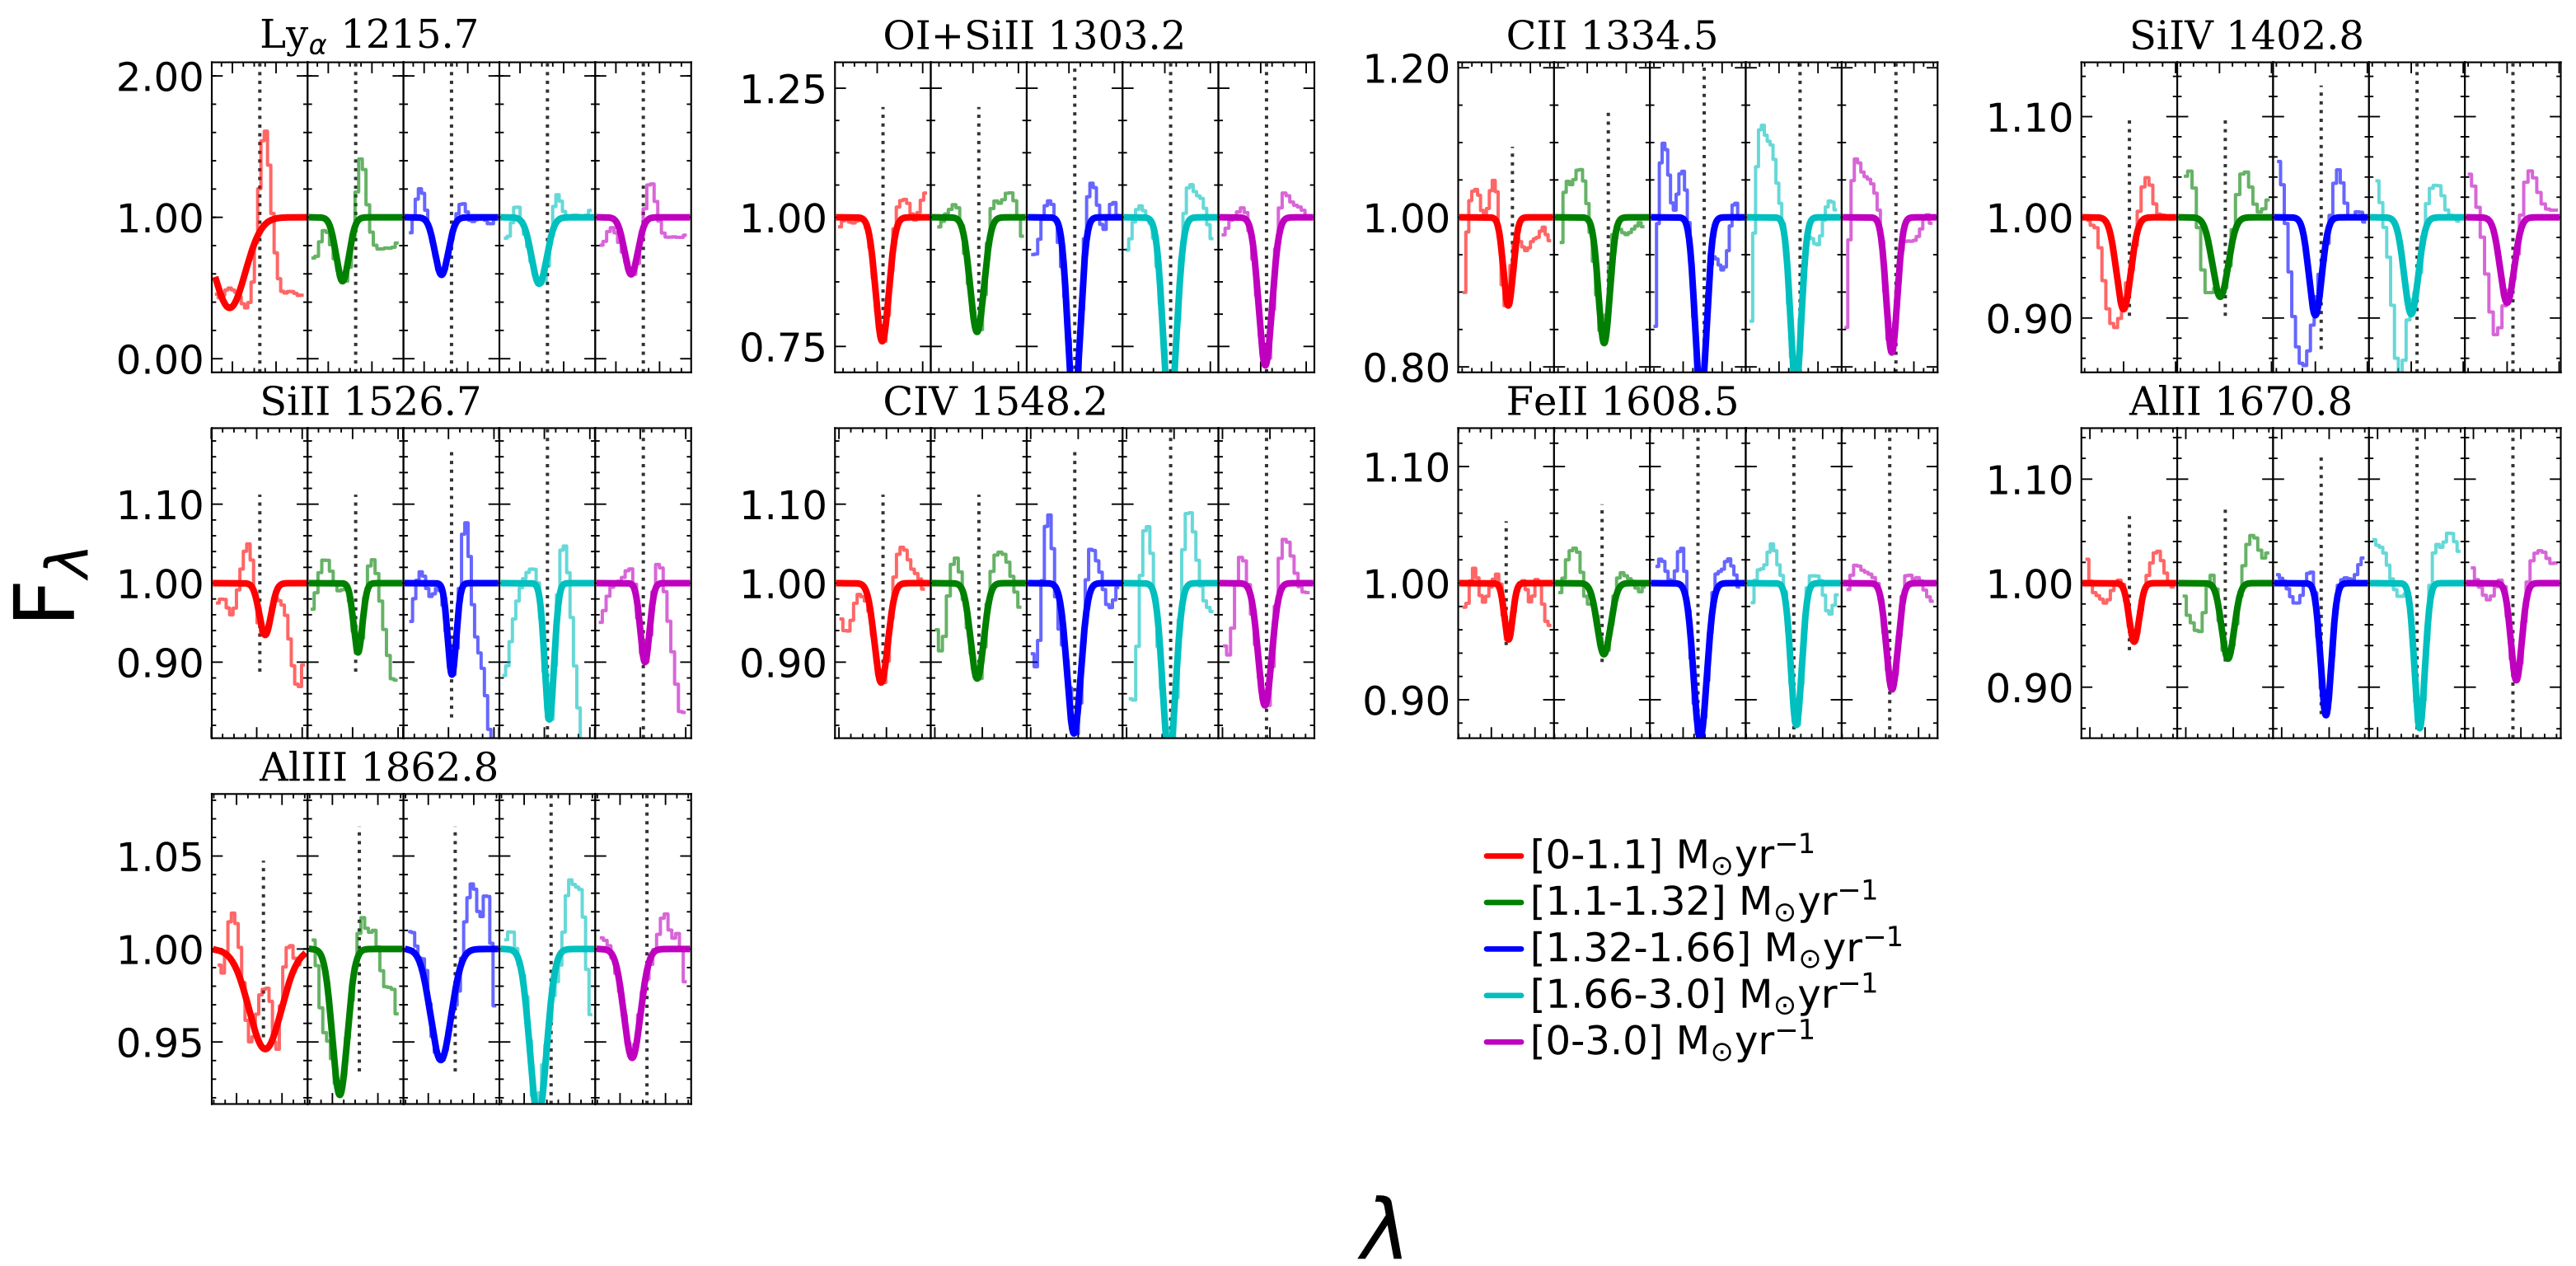 Lyα 1215.7
OI+SiII 1303.2
CII 1334.5
SiIV 1402.8
2.00
1.00
0.00
1.25
1.00
0.75
1.20
1.00
0.80
1.10
1.00
0.90
SiII 1526.7
CIV 1548.2
FeII 1608.5
AlII 1670.8
1.10
1.00
0.90
1.10
1.00
0.90
1.10
1.00
0.90
1.10
1.00
0.90
Fλ
AlIII 1862.8
1.05
1.00
0.95
[0-1.1] M⊙yr⁻¹
[1.1-1.32] M⊙yr⁻¹
[1.32-1.66] M⊙yr⁻¹
[1.66-3.0] M⊙yr⁻¹
[0-3.0] M⊙yr⁻¹
λ